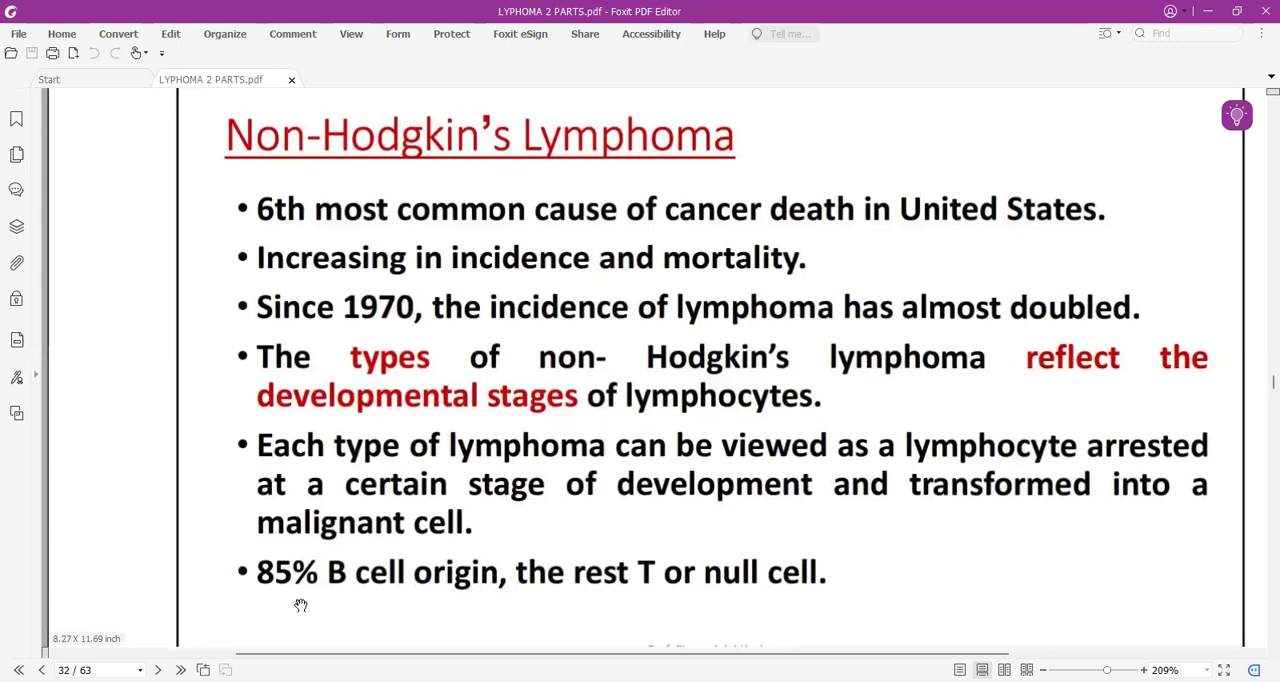 LYPHOMA 2 PARTS.pdf - Foxit PDF Editor
File Home Convert Edit Organize Comment View Form Protect Foxit eSign Share Accessibility Help Tell me... Find
Start LYPHOMA 2 PARTS.pdf
Non-Hodgkin’s Lymphoma
• 6th most common cause of cancer death in United States.
• Increasing in incidence and mortality.
• Since 1970, the incidence of lymphoma has almost doubled.
• The types of non- Hodgkin’s lymphoma reflect the
developmental stages of lymphocytes.
• Each type of lymphoma can be viewed as a lymphocyte arrested
at a certain stage of development and transformed into a
malignant cell.
• 85% B cell origin, the rest T or null cell.
8.27 X 11.69 inch
32 / 63 209%